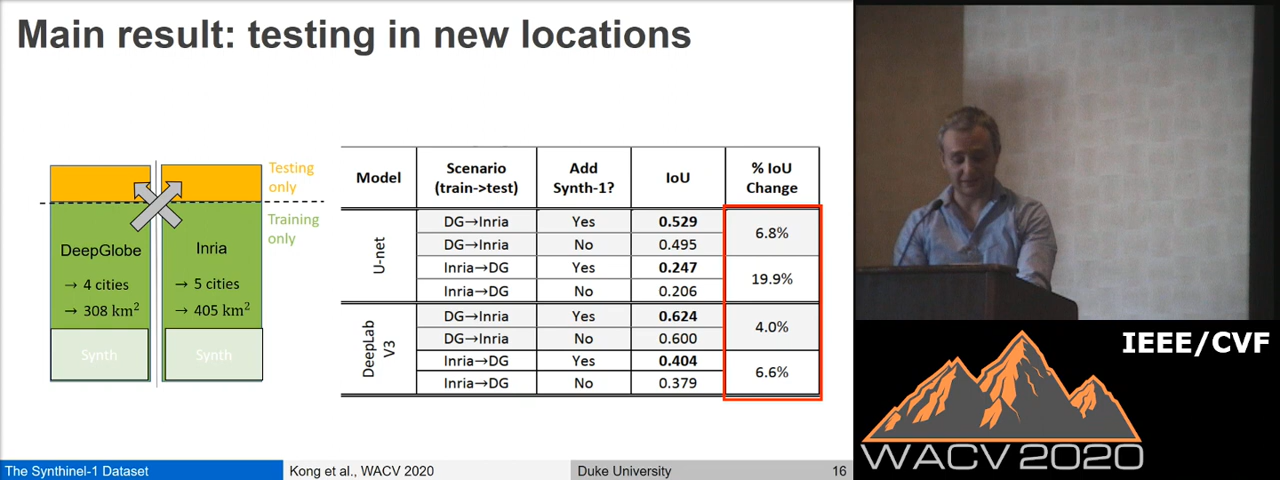 Main result: testing in new locations
Testing
only
Training
only
DeepGlobe
→ 4 cities
→ 308 km²
Synth
Inria
→ 5 cities
→ 405 km²
Synth
Model
Scenario
(train->test)
Add
Synth-1?
IoU
% IoU
Change
U-net
DG→Inria Yes 0.529 6.8%
DG→Inria No 0.495
Inria→DG Yes 0.247 19.9%
Inria→DG No 0.206
DeepLab
V3
DG→Inria Yes 0.624 4.0%
DG→Inria No 0.600
Inria→DG Yes 0.404 6.6%
Inria→DG No 0.379
The Synthinel-1 Dataset
Kong et al., WACV 2020
Duke University
16
IEEE/CVF
WACV 2020